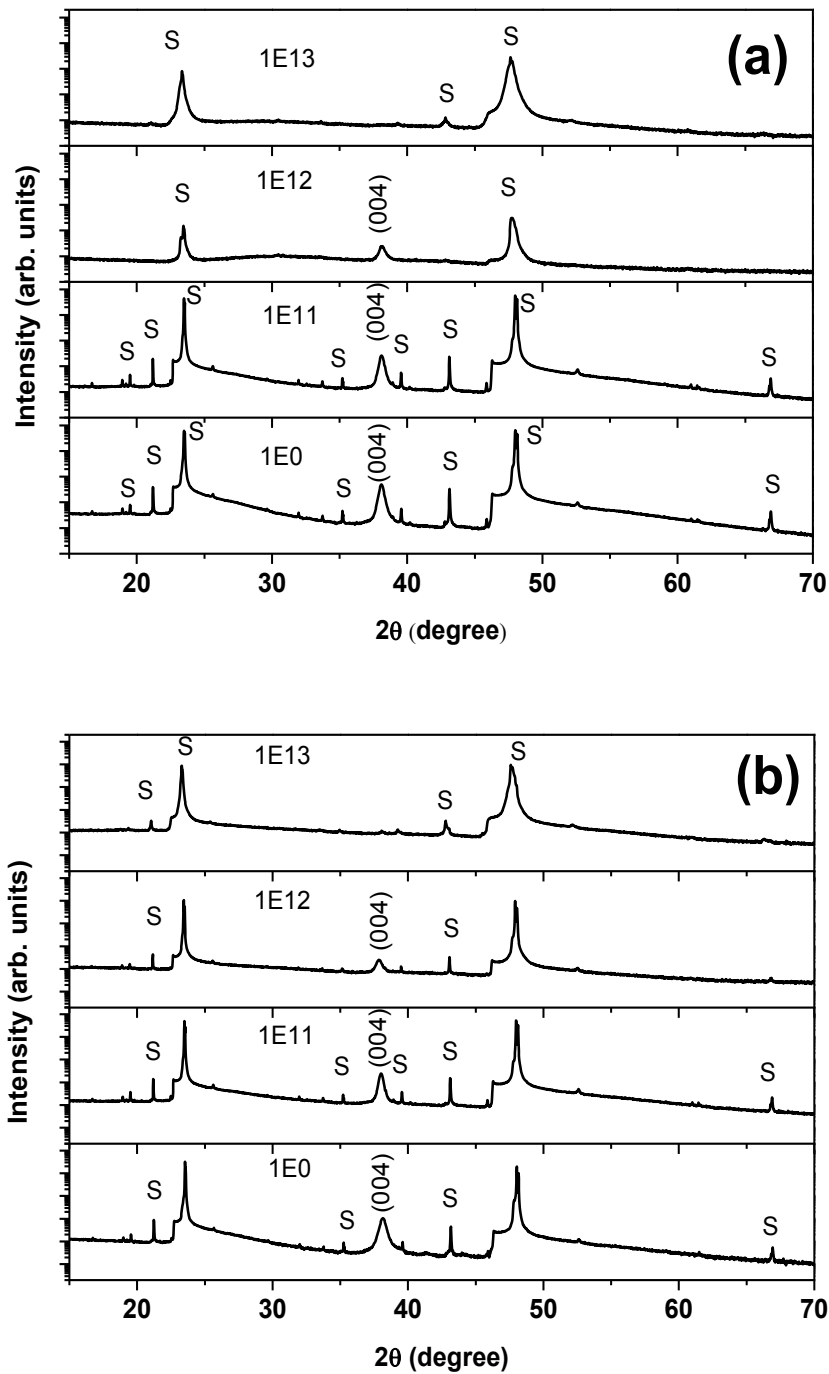 S
1E13
S
S
(a)
S
1E12
(004)
S
S
S
S
1E11
S
(004)
S
S
S
S
S
S
S
1E0
S
(004)
S
S
S
Intensity (arb. units)
20 30 40 50 60 70
2θ (degree)
S
S
1E13
S
S
(b)
S
1E12
(004)
S
S
1E11
S
(004)
S
S
S
S
1E0
S
(004)
S
S
Intensity (arb. units)
20 30 40 50 60 70
2θ (degree)